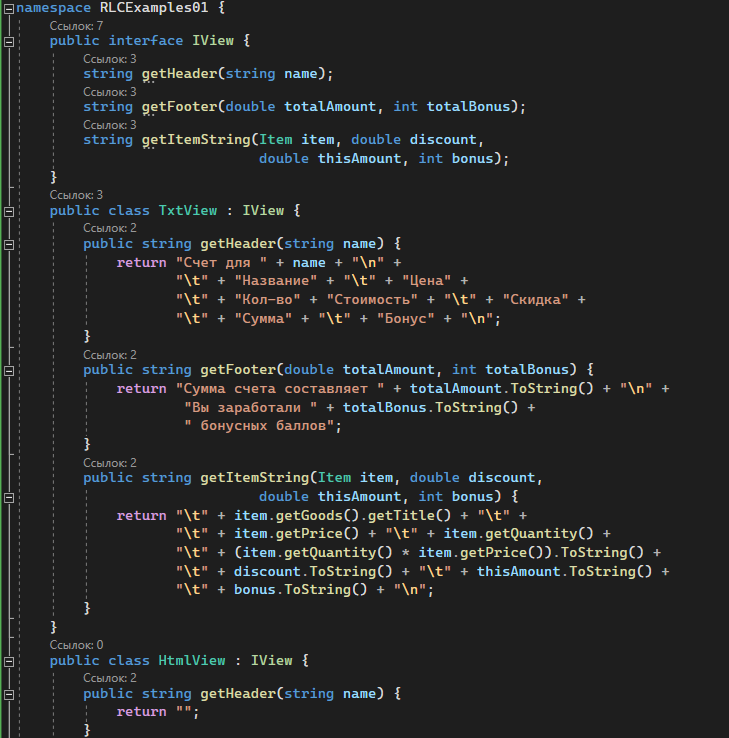 namespace RLCExamples01 {
Ссылок: 7
public interface IView {
Ссылок: 3
string getHeader(string name);
Ссылок: 3
string getFooter(double totalAmount, int totalBonus);
Ссылок: 3
string getItemString(Item item, double discount,
double thisAmount, int bonus);
}
Ссылок: 3
public class TxtView : IView {
Ссылок: 2
public string getHeader(string name) {
return "Счет для " + name + "\n" +
"\t" + "Название" + "\t" + "Цена" +
"\t" + "Кол-во" + "Стоимость" + "\t" + "Скидка" +
"\t" + "Сумма" + "\t" + "Бонус" + "\n";
}
Ссылок: 2
public string getFooter(double totalAmount, int totalBonus) {
return "Сумма счета составляет " + totalAmount.ToString() + "\n" +
"Вы заработали " + totalBonus.ToString() +
" бонусных баллов";
}
Ссылок: 2
public string getItemString(Item item, double discount,
double thisAmount, int bonus) {
return "\t" + item.getGoods().getTitle() + "\t" +
"\t" + item.getPrice() + "\t" + item.getQuantity() +
"\t" + (item.getQuantity() * item.getPrice()).ToString() +
"\t" + discount.ToString() + "\t" + thisAmount.ToString() +
"\t" + bonus.ToString() + "\n";
}
}
Ссылок: 0
public class HtmlView : IView {
Ссылок: 2
public string getHeader(string name) {
return "";
}